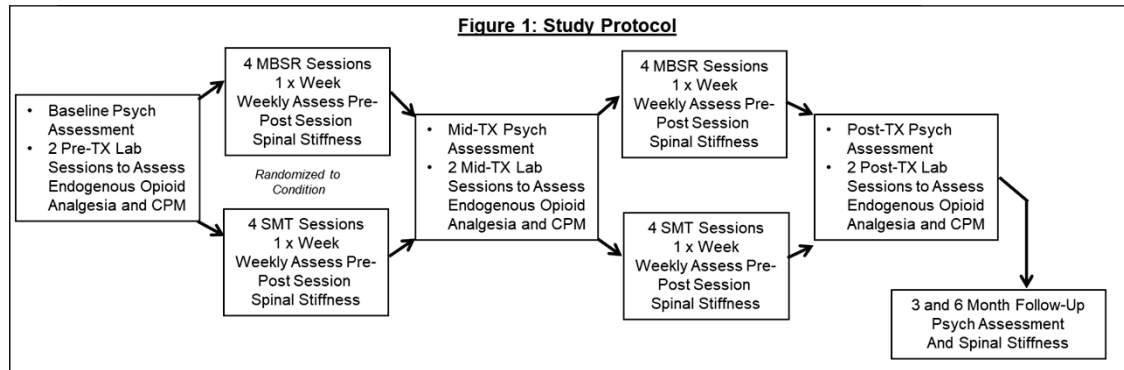 Figure 1: Study Protocol
• Baseline Psych
Assessment
• 2 Pre-TX Lab
Sessions to Assess
Endogenous Opioid
Analgesia and CPM
4 MBSR Sessions
1 x Week
Weekly Assess Pre-
Post Session
Spinal Stiffness
Randomized to
Condition
4 SMT Sessions
1 x Week
Weekly Assess Pre-
Post Session
Spinal Stiffness
• Mid-TX Psych
Assessment
• 2 Mid-TX Lab
Sessions to Assess
Endogenous Opioid
Analgesia and CPM
4 MBSR Sessions
1 x Week
Weekly Assess Pre-
Post Session
Spinal Stiffness
4 SMT Sessions
1 x Week
Weekly Assess Pre-
Post Session
Spinal Stiffness
• Post-TX Psych
Assessment
• 2 Post-TX Lab
Sessions to Assess
Endogenous Opioid
Analgesia and CPM
3 and 6 Month Follow-Up
Psych Assessment
And Spinal Stiffness